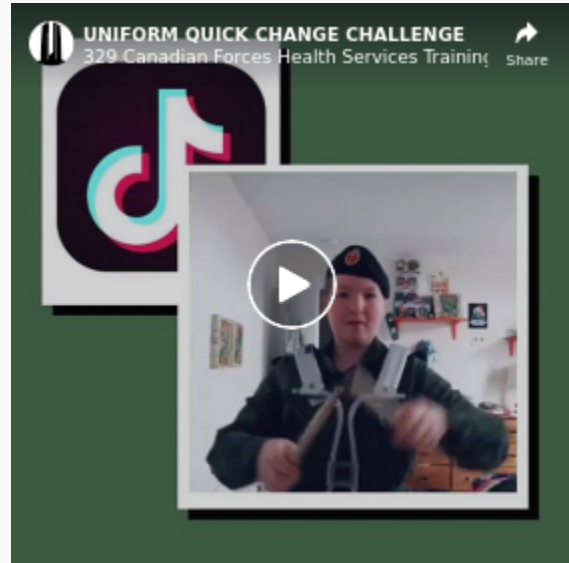 UNIFORM QUICK CHANGE CHALLENGE
329 Canadian Forces Health Services Training
Share